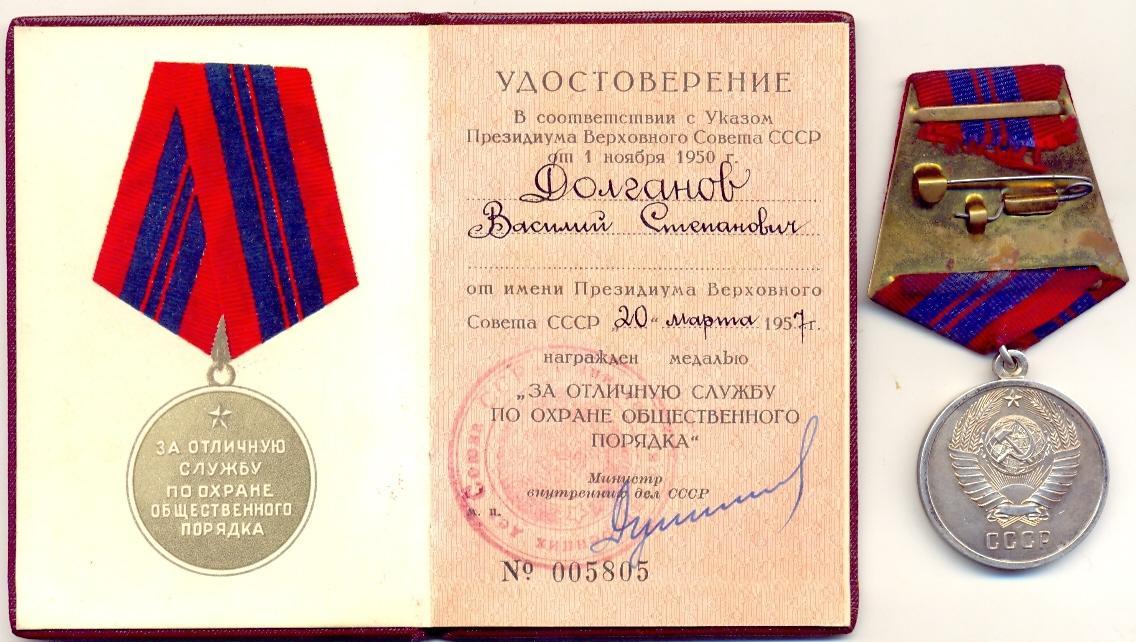 ЗА ОТЛИЧНУЮ
СЛУЖБУ
ПО ОХРАНЕ
ОБЩЕСТВЕННОГО
ПОРЯДКА
УДОСТОВЕРЕНИЕ
В соответствии с Указом
Президиума Верховного Совета СССР
от 1 ноября 1950 г.
Долганов
Василий Степанович
от имени Президиума Верховного
Совета СССР „20“ марта 1957г.
награжден медалью
„ЗА ОТЛИЧНУЮ СЛУЖБУ
ПО ОХРАНЕ ОБЩЕСТВЕННОГО
ПОРЯДКА“
Министр
внутренних дел СССР
м. п.
№ 005805
СССР